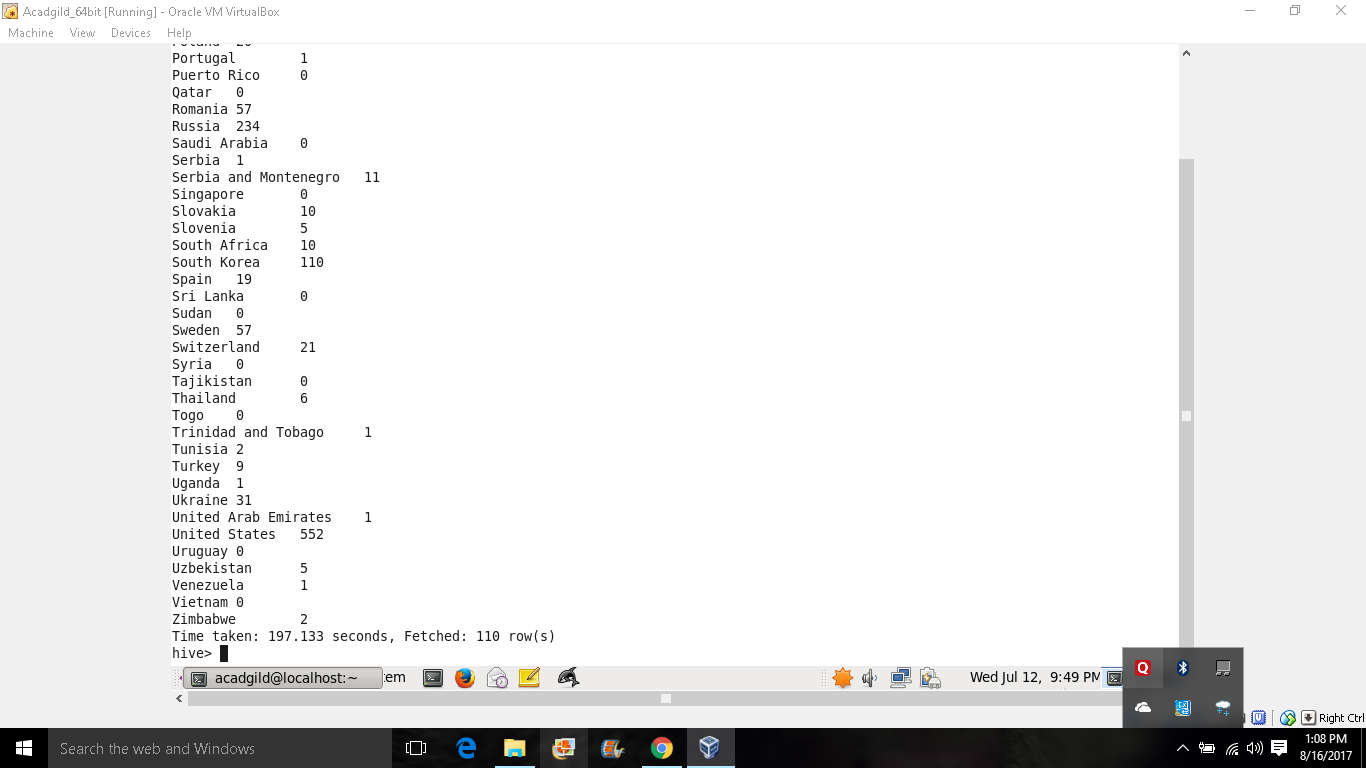 Acadgild_64bit [Running] - Oracle VM VirtualBox
Machine View Devices Help
Poland 26
Portugal 1
Puerto Rico 0
Qatar 0
Romania 57
Russia 234
Saudi Arabia 0
Serbia 1
Serbia and Montenegro 11
Singapore 0
Slovakia 10
Slovenia 5
South Africa 10
South Korea 110
Spain 19
Sri Lanka 0
Sudan 0
Sweden 57
Switzerland 21
Syria 0
Tajikistan 0
Thailand 6
Togo 0
Trinidad and Tobago 1
Tunisia 2
Turkey 9
Uganda 1
Ukraine 31
United Arab Emirates 1
United States 552
Uruguay 0
Uzbekistan 5
Venezuela 1
Vietnam 0
Zimbabwe 2
Time taken: 197.133 seconds, Fetched: 110 row(s)
hive>
acadgild@localhost:~ :em Wed Jul 12, 9:49 PM
Q
Right Ctrl
Search the web and Windows
1:08 PM
8/16/2017